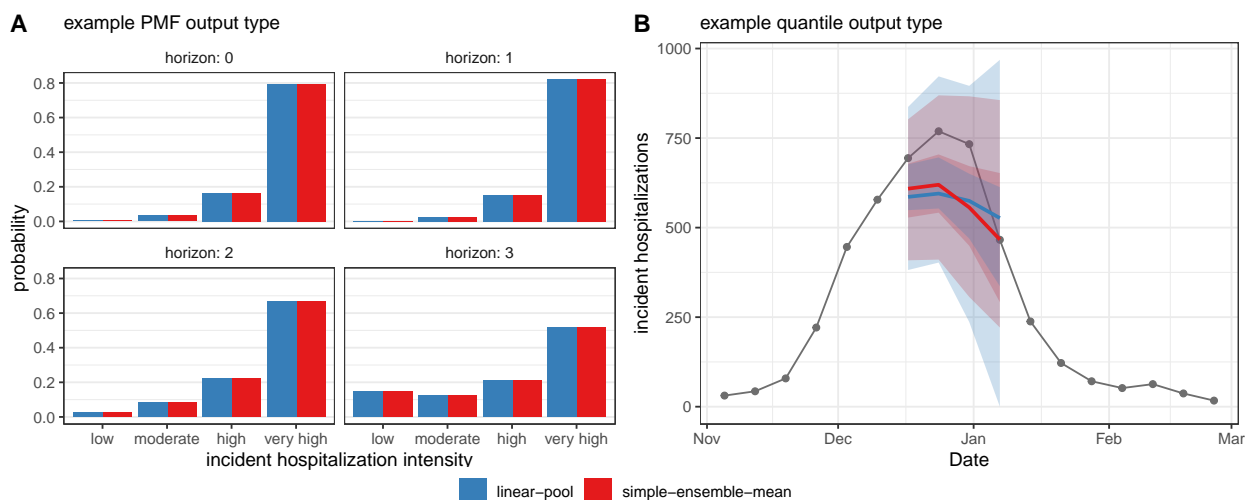 A example PMF output type
horizon: 0 horizon: 1
0.8
0.6
0.4
0.2
0.0
horizon: 2 horizon: 3
0.8
0.6
0.4
0.2
0.0
probability
low moderate high very high low moderate high very high
incident hospitalization intensity
B example quantile output type
1000
750
500
250
0
incident hospitalizations
Nov Dec Jan Feb Mar
Date
linear−pool simple−ensemble−mean